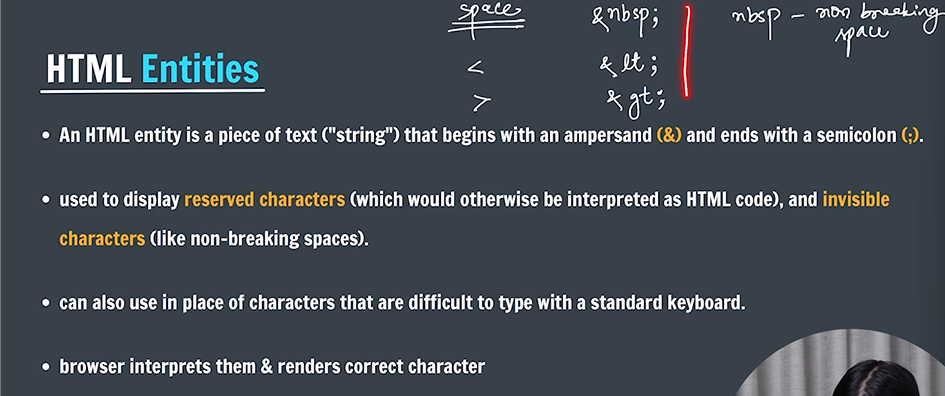 space &nbsp; nbsp - non breaking
space
< &lt;
> &gt;
HTML Entities
• An HTML entity is a piece of text ("string") that begins with an ampersand (&) and ends with a semicolon (;).
• used to display reserved characters (which would otherwise be interpreted as HTML code), and invisible
characters (like non-breaking spaces).
• can also use in place of characters that are difficult to type with a standard keyboard.
• browser interprets them & renders correct character